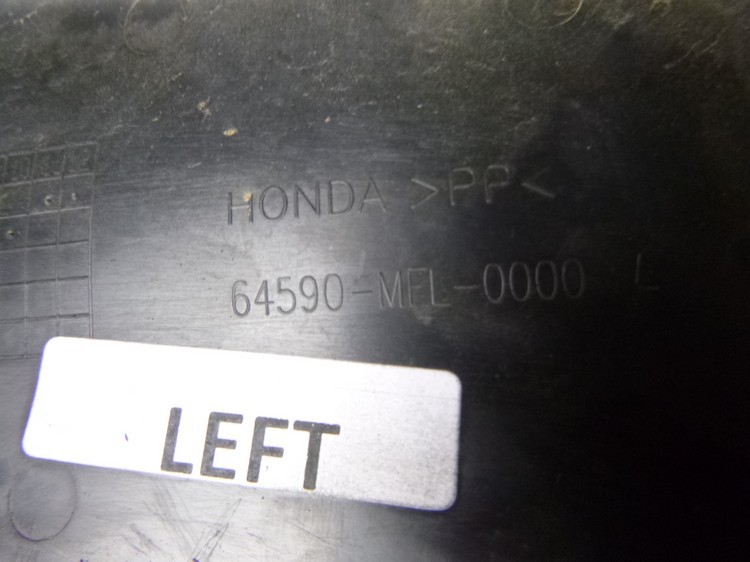 HONDA >PP<
64590-MFL-0000 L
LEFT